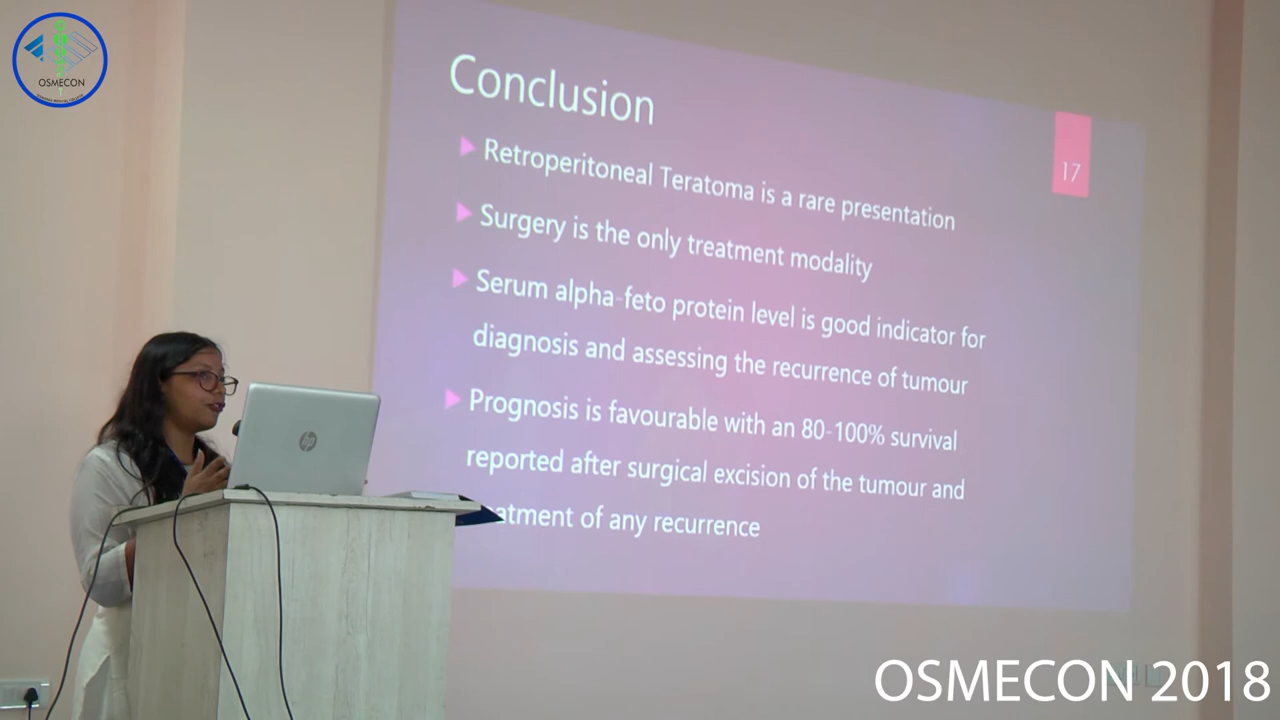 OSMECON
Conclusion
17
Retroperitoneal Teratoma is a rare presentation
Surgery is the only treatment modality
Serum alpha-feto protein level is good indicator for
diagnosis and assessing the recurrence of tumour
Prognosis is favourable with an 80-100% survival
reported after surgical excision of the tumour and
atment of any recurrence
hp
OSMECON 2018